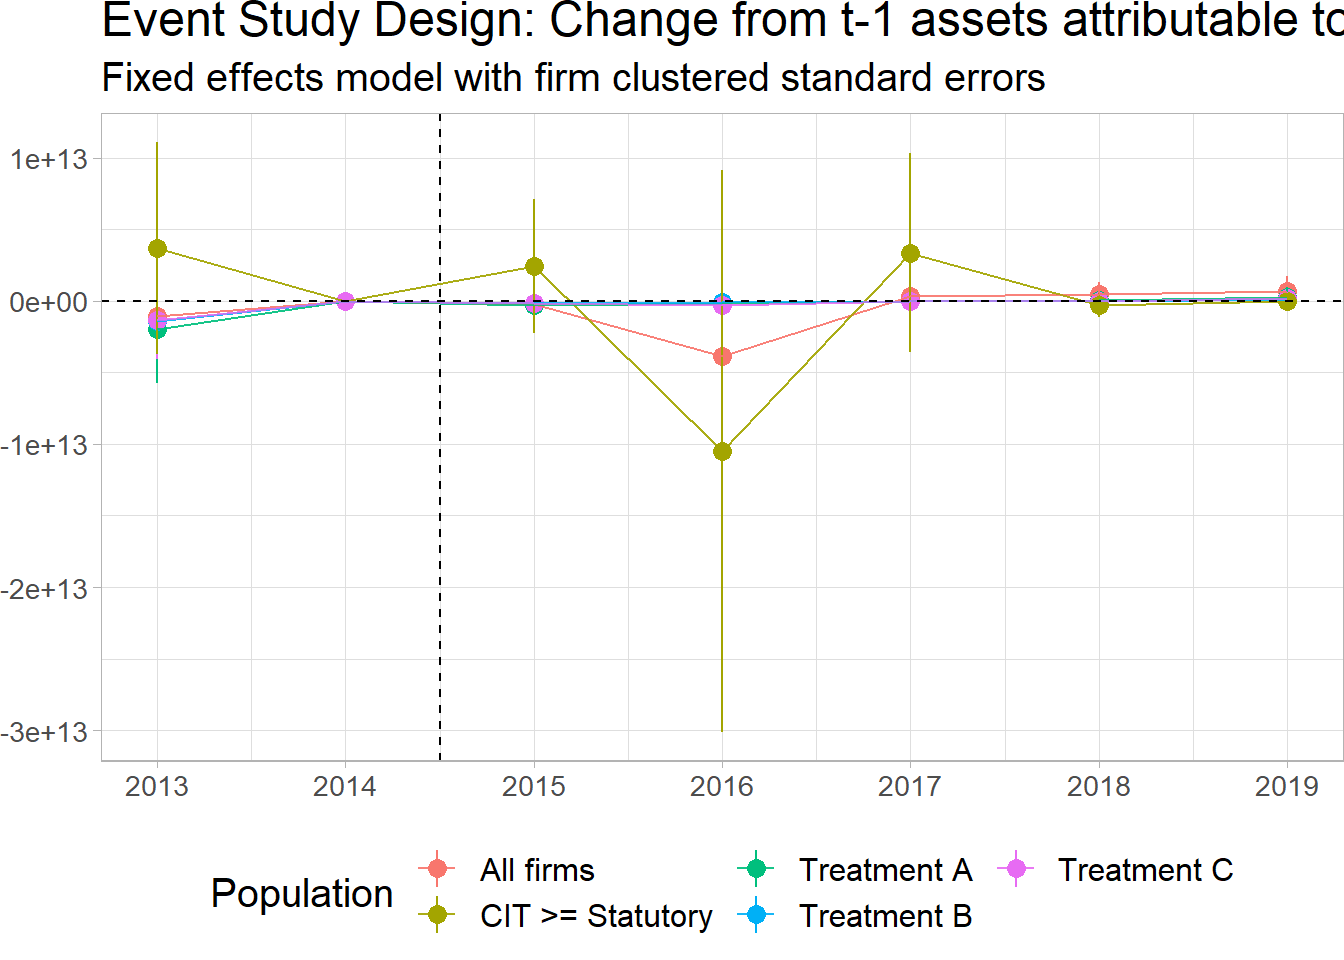 Event Study Design: Change from t-1 assets attributable to
Fixed effects model with firm clustered standard errors
1e+13
0e+00
-1e+13
-2e+13
-3e+13
2013 2014 2015 2016 2017 2018 2019
Population
All firms
CIT >= Statutory
Treatment A
Treatment B
Treatment C